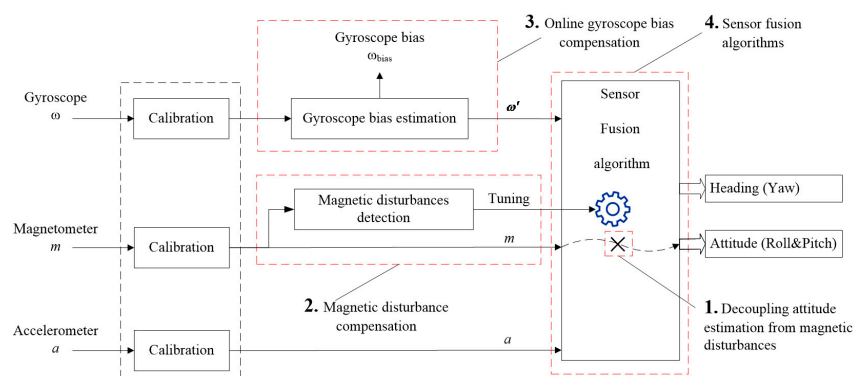 3. Online gyroscope bias
compensation
4. Sensor fusion
algorithms
Gyroscope bias
ωbias
Gyroscope
ω
Calibration
Gyroscope bias estimation
ω'
Sensor
Fusion
algorithm
Magnetic disturbances
detection
Tuning
Heading (Yaw)
Magnetometer
m
Calibration
m
Attitude (Roll&Pitch)
2. Magnetic disturbance
compensation
1. Decoupling attitude
estimation from magnetic
disturbances
Accelerometer
a
Calibration
a